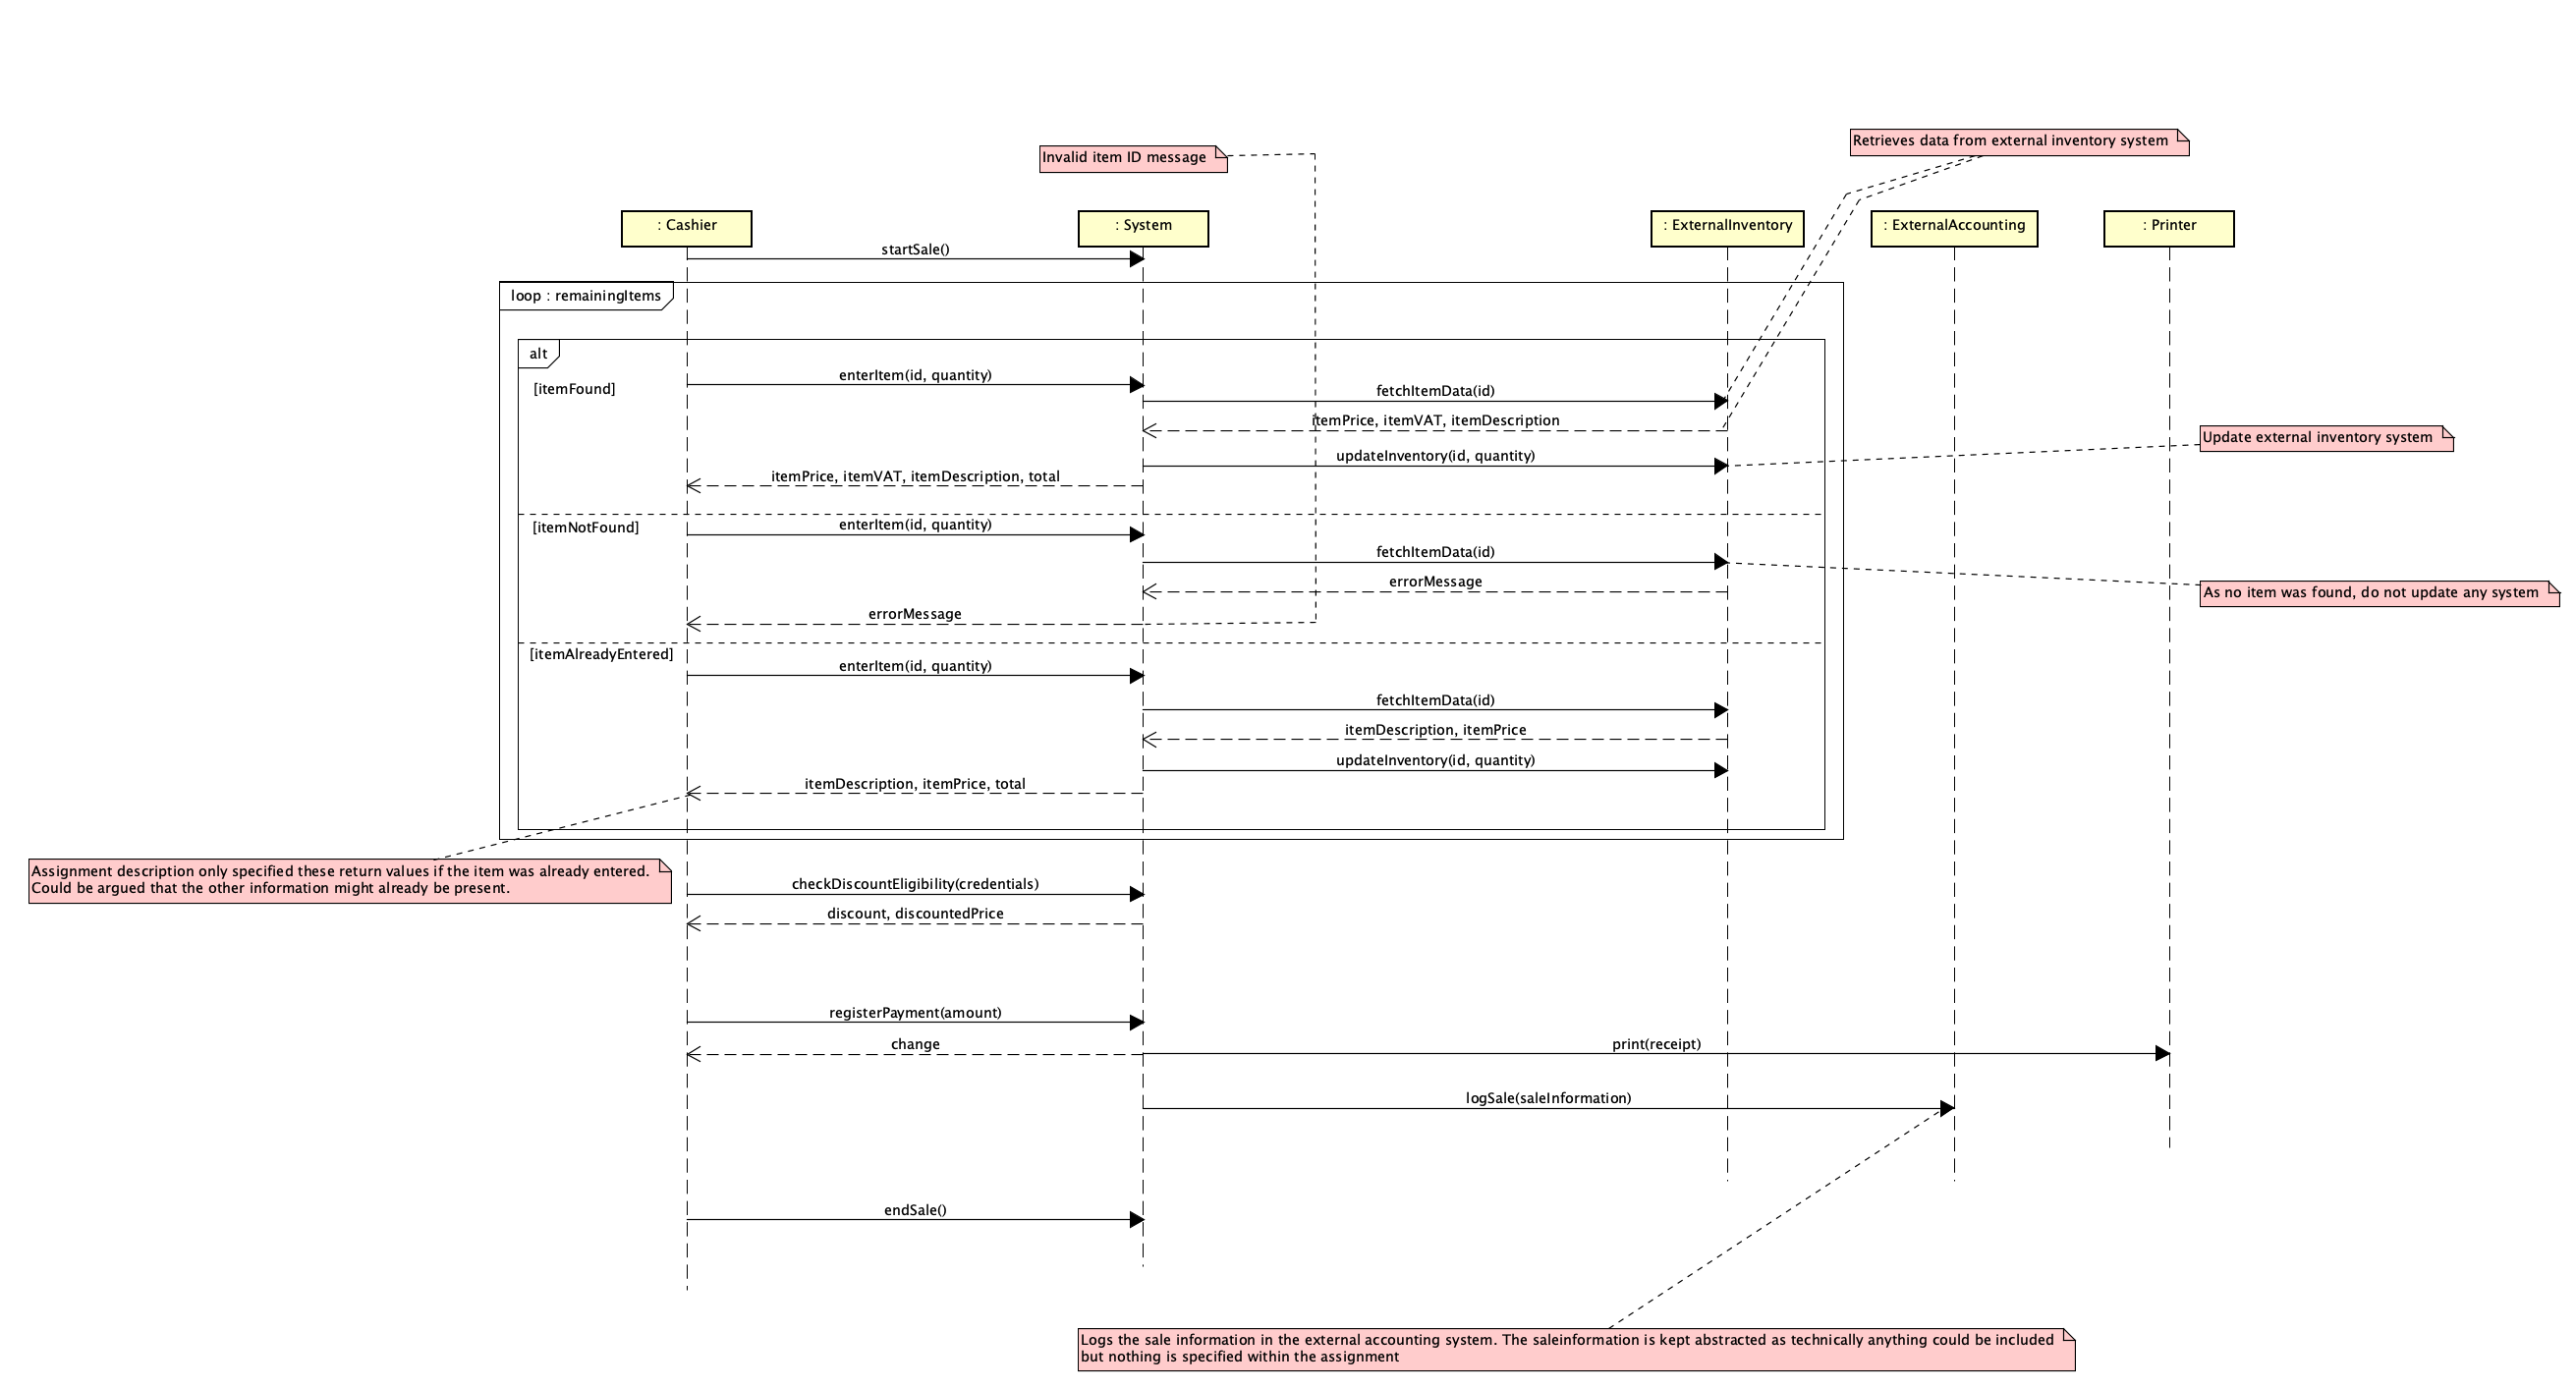 Retrieves data from external inventory system
Invalid item ID message
: Cashier
: System
: ExternalInventory
: ExternalAccounting
: Printer
startSale()
loop : remainingItems
alt
[itemFound]
enterItem(id, quantity)
fetchItemData(id)
itemPrice, itemVAT, itemDescription
Update external inventory system
updateInventory(id, quantity)
itemPrice, itemVAT, itemDescription, total
[itemNotFound]
enterItem(id, quantity)
fetchItemData(id)
errorMessage
As no item was found, do not update any system
errorMessage
[itemAlreadyEntered]
enterItem(id, quantity)
fetchItemData(id)
itemDescription, itemPrice
updateInventory(id, quantity)
itemDescription, itemPrice, total
Assignment description only specified these return values if the item was already entered.
Could be argued that the other information might already be present.
checkDiscountEligibility(credentials)
discount, discountedPrice
registerPayment(amount)
change
print(receipt)
logSale(saleInformation)
endSale()
Logs the sale information in the external accounting system. The saleinformation is kept abstracted as technically anything could be included
but nothing is specified within the assignment